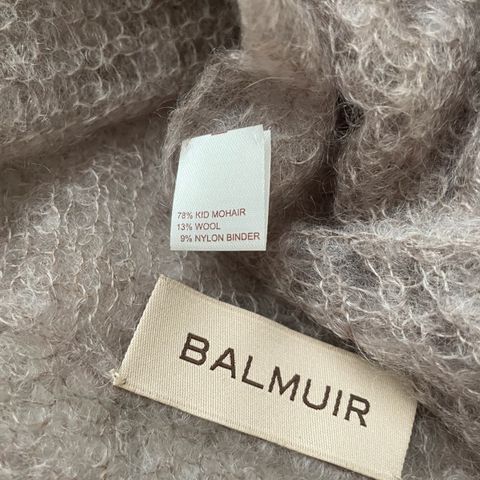 78% KID MOHAIR
13% WOOL
9% NYLON BINDER
BALMUIR